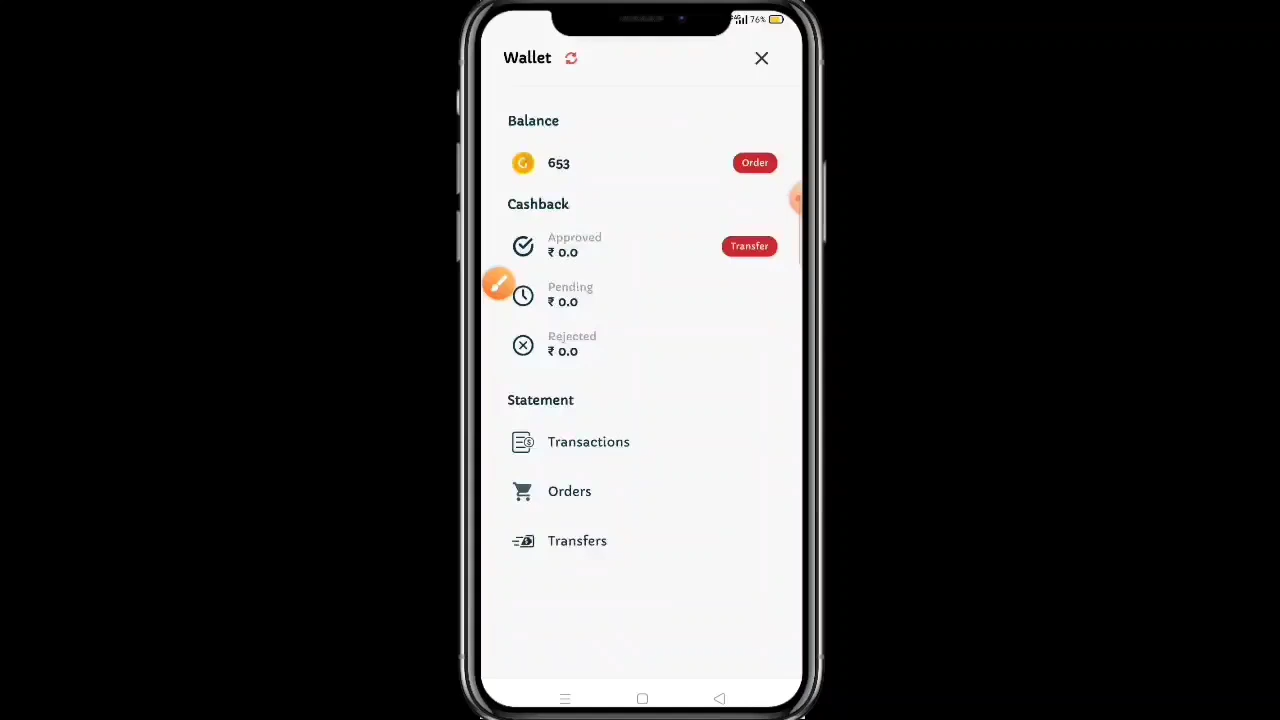 76%
Wallet
Balance
653
Order
Cashback
Approved
₹ 0.0
Transfer
Pending
₹ 0.0
Rejected
₹ 0.0
Statement
Transactions
Orders
Transfers